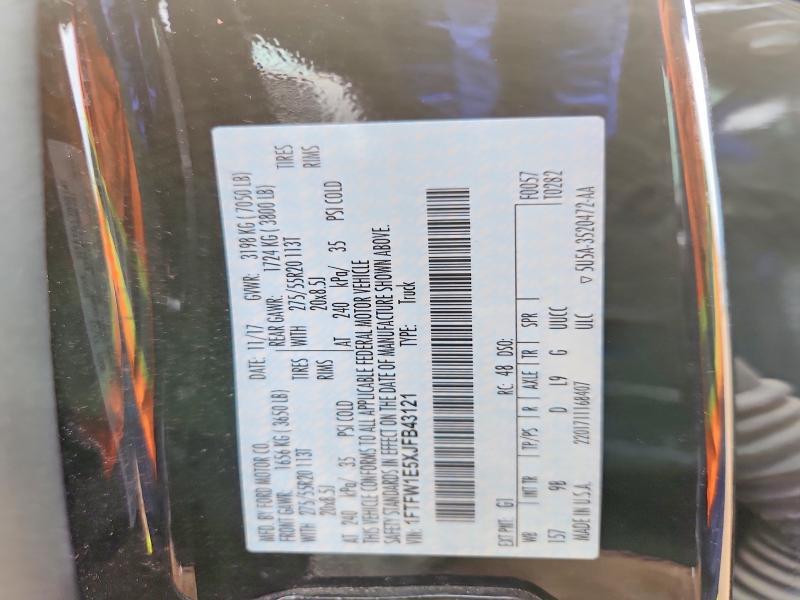 MFD. BY FORD MOTOR CO.
DATE: 11/17 GVWR: 3198 KG (7050 LB)
FRONT GAWR: 1656 KG (3650 LB) REAR GAWR: 1724 KG (3800 LB)
WITH 275/55R20 113T TIRES WITH 275/55R20 113T TIRES
20x8.5J RIMS 20x8.5J RIMS
AT 240 kPa/ 35 PSI COLD AT 240 kPa/ 35 PSI COLD
THIS VEHICLE CONFORMS TO ALL APPLICABLE FEDERAL MOTOR VEHICLE
SAFETY STANDARDS IN EFFECT ON THE DATE OF MANUFACTURE SHOWN ABOVE.
VIN: 1FTFW1E5XJFB43121 TYPE: Truck
EXT PNT: G1 RC: 48 DSO: F0057
WB INT TR TP/PS R AXLE TR SPR T0282
157 9B D L9 G UUCC
MADE IN U.S.A. 2201711168407 ULC ▽ 5U5A-3520472-AA